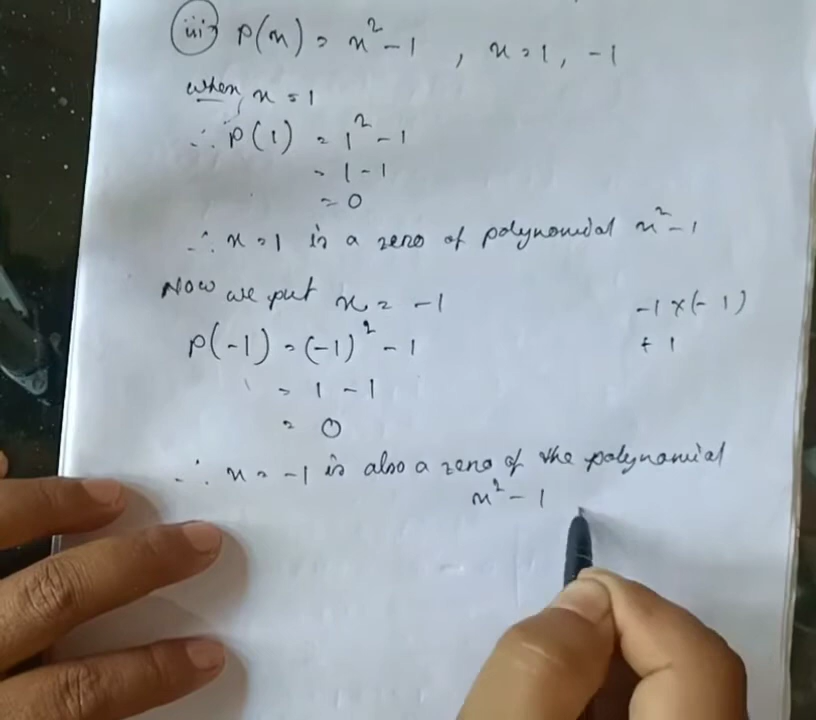 (iii) P(x) = x² - 1 , x = 1, -1
when, x = 1
∴ P(1) = 1² - 1
= 1 - 1
= 0
∴ x = 1 is a zero of polynomial x² - 1
Now we put x = -1
-1 × (-1)
+ 1
P(-1) = (-1)² - 1
= 1 - 1
= 0
∴ x = -1 is also a zero of the polynomial
x² - 1